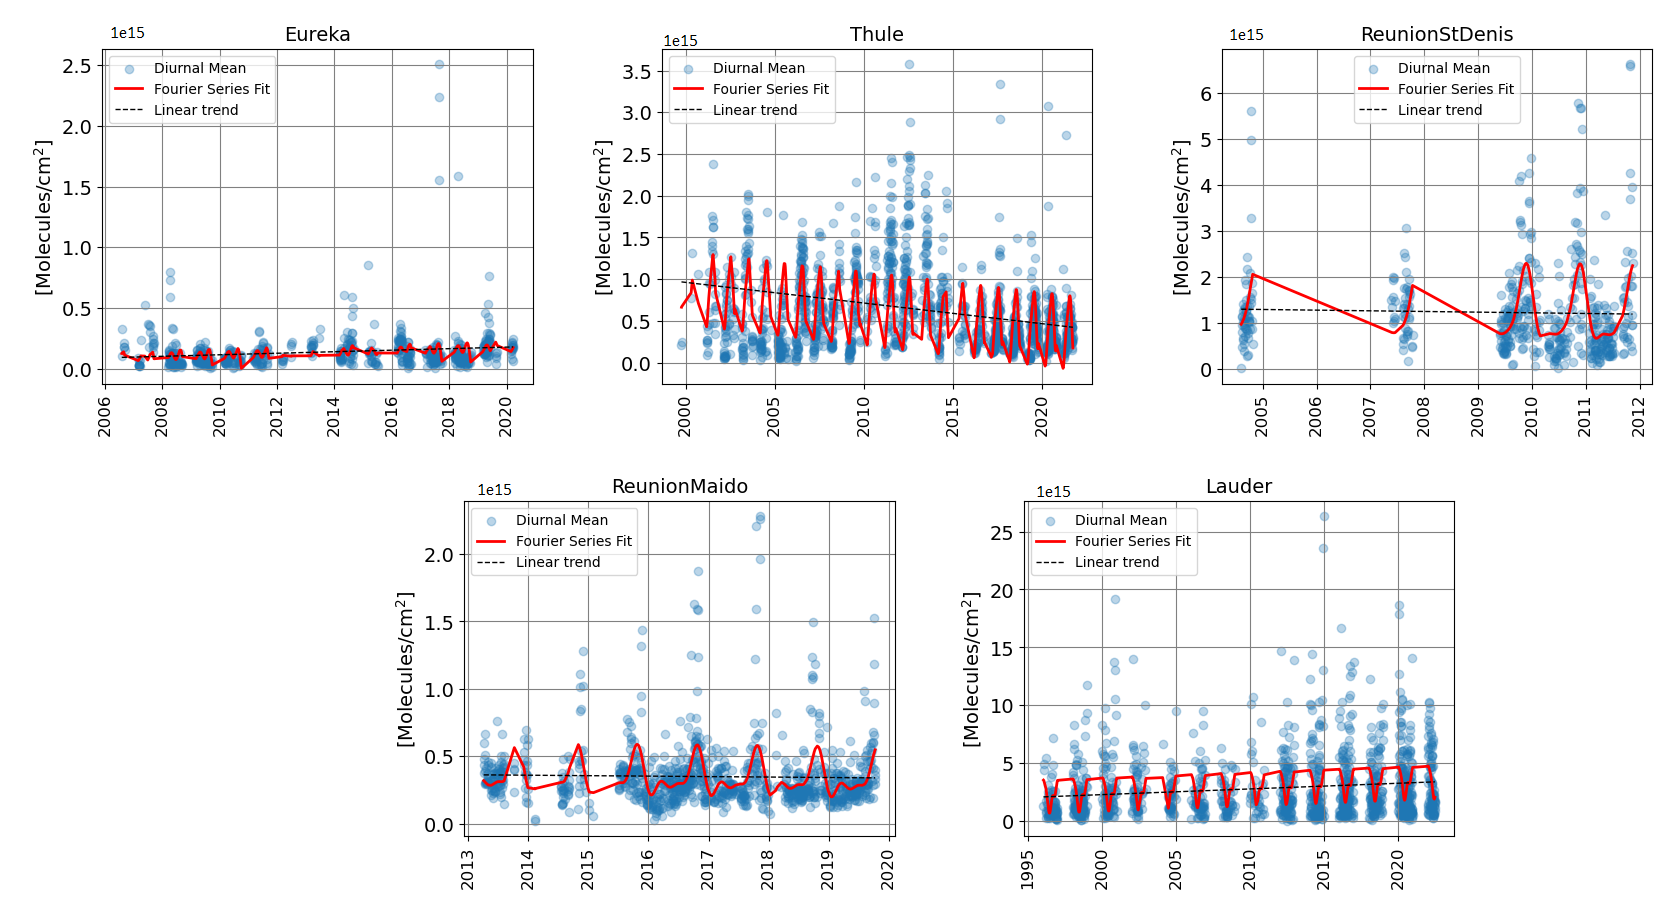 Eureka
1e15
Diurnal Mean
Fourier Series Fit
Linear trend
[Molecules/cm²]
2.5
2.0
1.5
1.0
0.5
0.0
2006 2008 2010 2012 2014 2016 2018 2020
Thule
1e15
Diurnal Mean
Fourier Series Fit
Linear trend
[Molecules/cm²]
3.5
3.0
2.5
2.0
1.5
1.0
0.5
0.0
2000 2005 2010 2015 2020
ReunionStDenis
1e15
Diurnal Mean
Fourier Series Fit
Linear trend
[Molecules/cm²]
6
5
4
3
2
1
0
2005 2006 2007 2008 2009 2010 2011 2012
ReunionMaido
1e15
Diurnal Mean
Fourier Series Fit
Linear trend
[Molecules/cm²]
2.0
1.5
1.0
0.5
0.0
2013 2014 2015 2016 2017 2018 2019 2020
Lauder
1e15
Diurnal Mean
Fourier Series Fit
Linear trend
[Molecules/cm²]
25
20
15
10
5
0
1995 2000 2005 2010 2015 2020